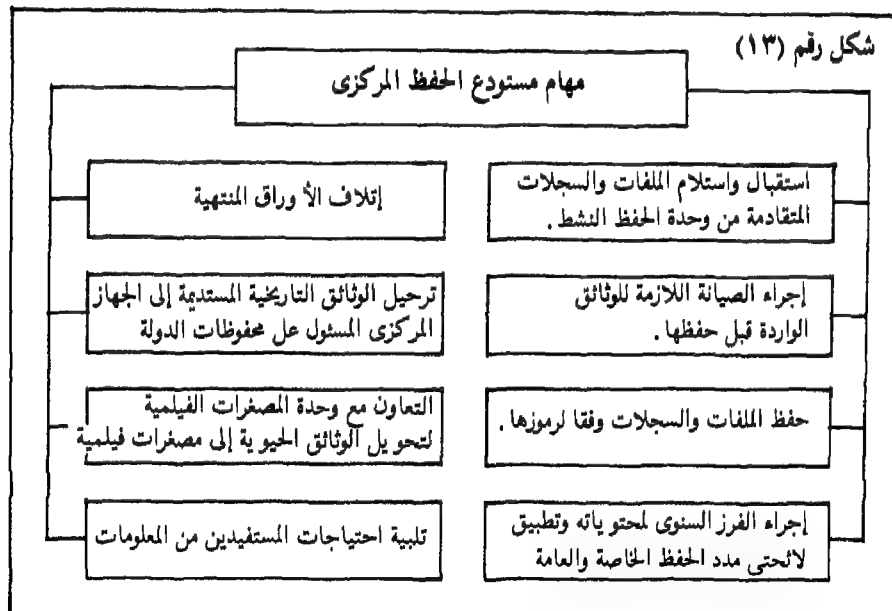 شكل رقم (١٣)
مهام مستودع الحفظ المركزى
استقبال واستلام الملفات والسجلات
المتقادمة من وحدة الحفظ النشط .
إجراء الصيانة اللازمة للوثائق
الواردة قبل حفظها .
حفظ الملفات والسجلات وفقا لرموزها .
إجراء الفرز السنوى لمحتوياته وتطبيق
لائحتى مدد الحفظ الخاصة والعامة
إتلاف الأوراق المنتهية
ترحيل الوثائق التاريخية المستديمة إلى الجهاز
المركزى المسئول عل محفوظات الدولة
التعاون مع وحدة المصغرات الفيلمية
لتحويل الوثائق الحيوية إلى مصغرات فيلمية
تلبية احتياجات المستفيدين من المعلومات